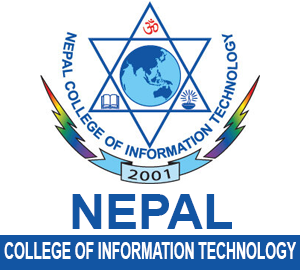 ॐ
NEPAL COLLEGE OF INFORMATION TECHNOLOGY
2001
NEPAL
COLLEGE OF INFORMATION TECHNOLOGY